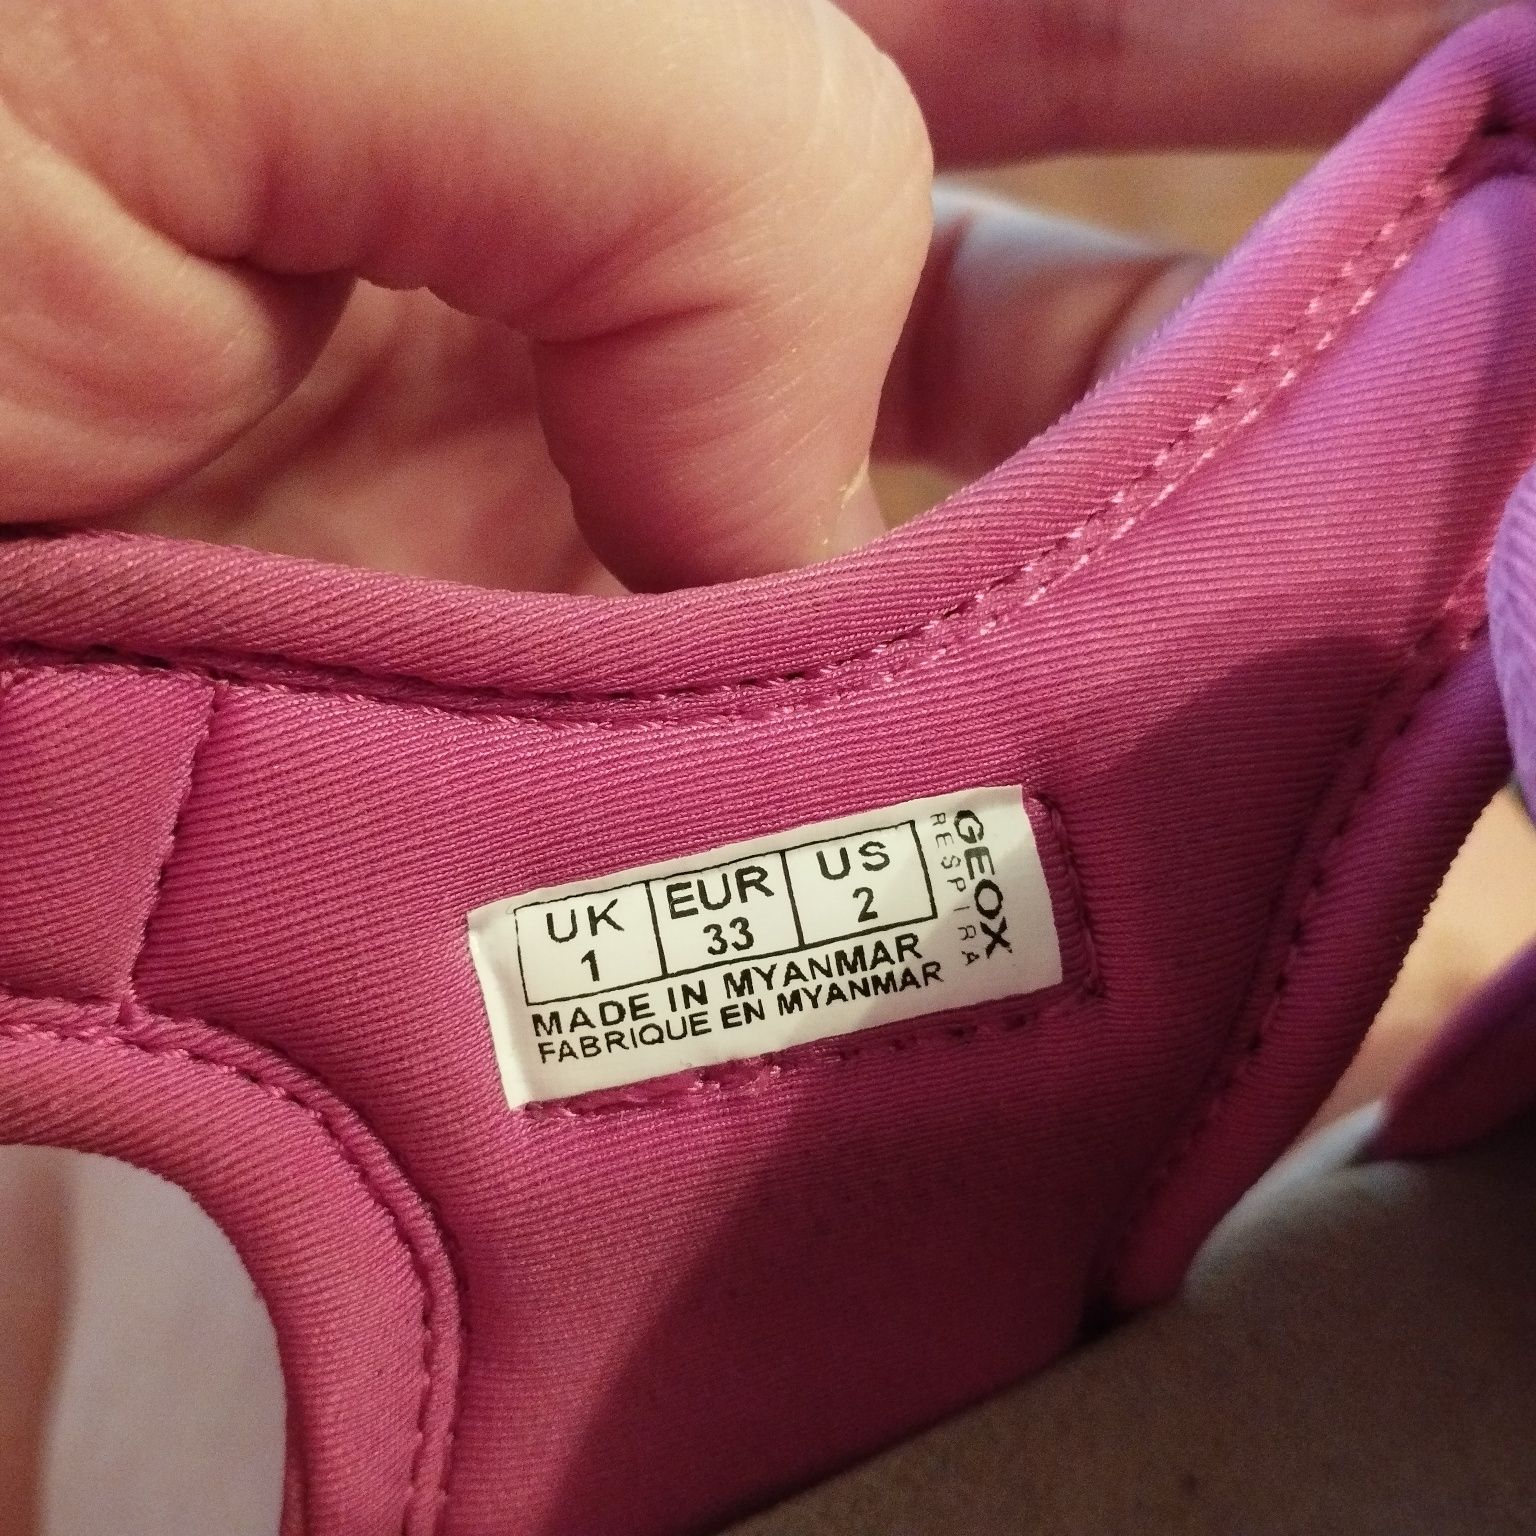 UK EUR US
1 33 2
MADE IN MYANMAR
FABRIQUE EN MYANMAR
GEOX
RESPIRA